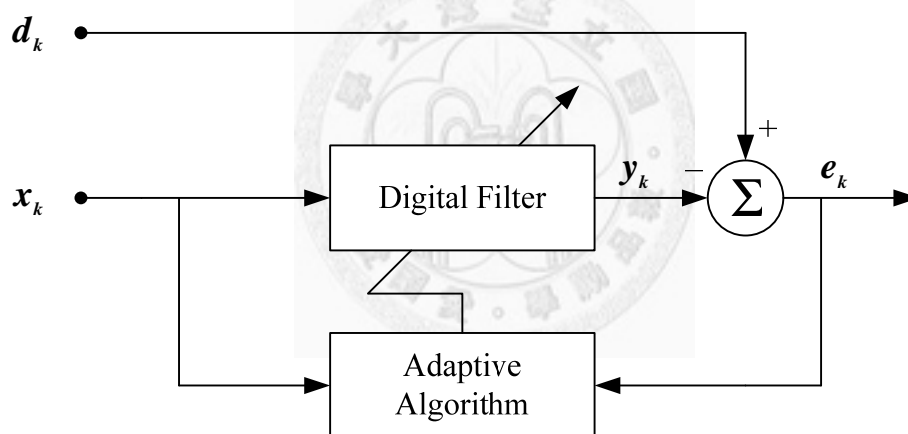 d_k
+
x_k
Digital Filter
y_k
−
Σ
e_k
Adaptive
Algorithm